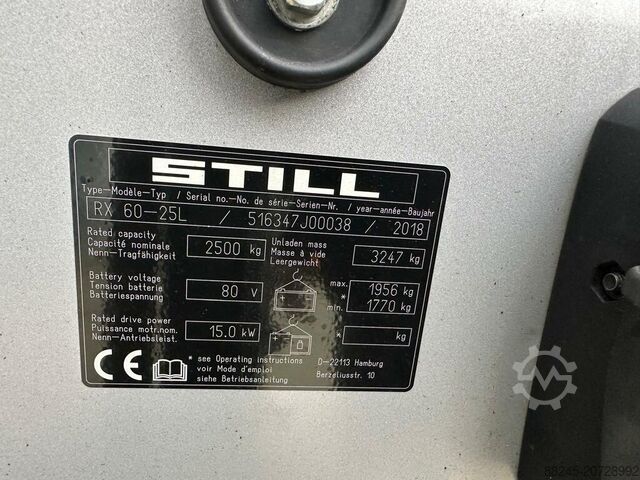 STILL
Type-Modèle-Typ / Serial no.-No. de série-Serien-Nr. / year-année-Baujahr
RX 60-25L / 516347J00038 / 2018
Rated capacity
Capacité nominale
Nenn-Tragfähigkeit
2500 kg
Unladen mass
Masse à vide
Leergewicht
3247 kg
Battery voltage
Tension batterie
Batteriespannung
80 V
max. 1956 kg
*
min. 1770 kg
Rated drive power
Puissance motr.nom.
Nenn-Antriebsleist.
15.0 kW
* kg
CE
* see Operating instructions
voir Mode d'emploi
siehe Betriebsanleitung
D-22113 Hamburg
Berzeliusstr. 10
88245-20728992